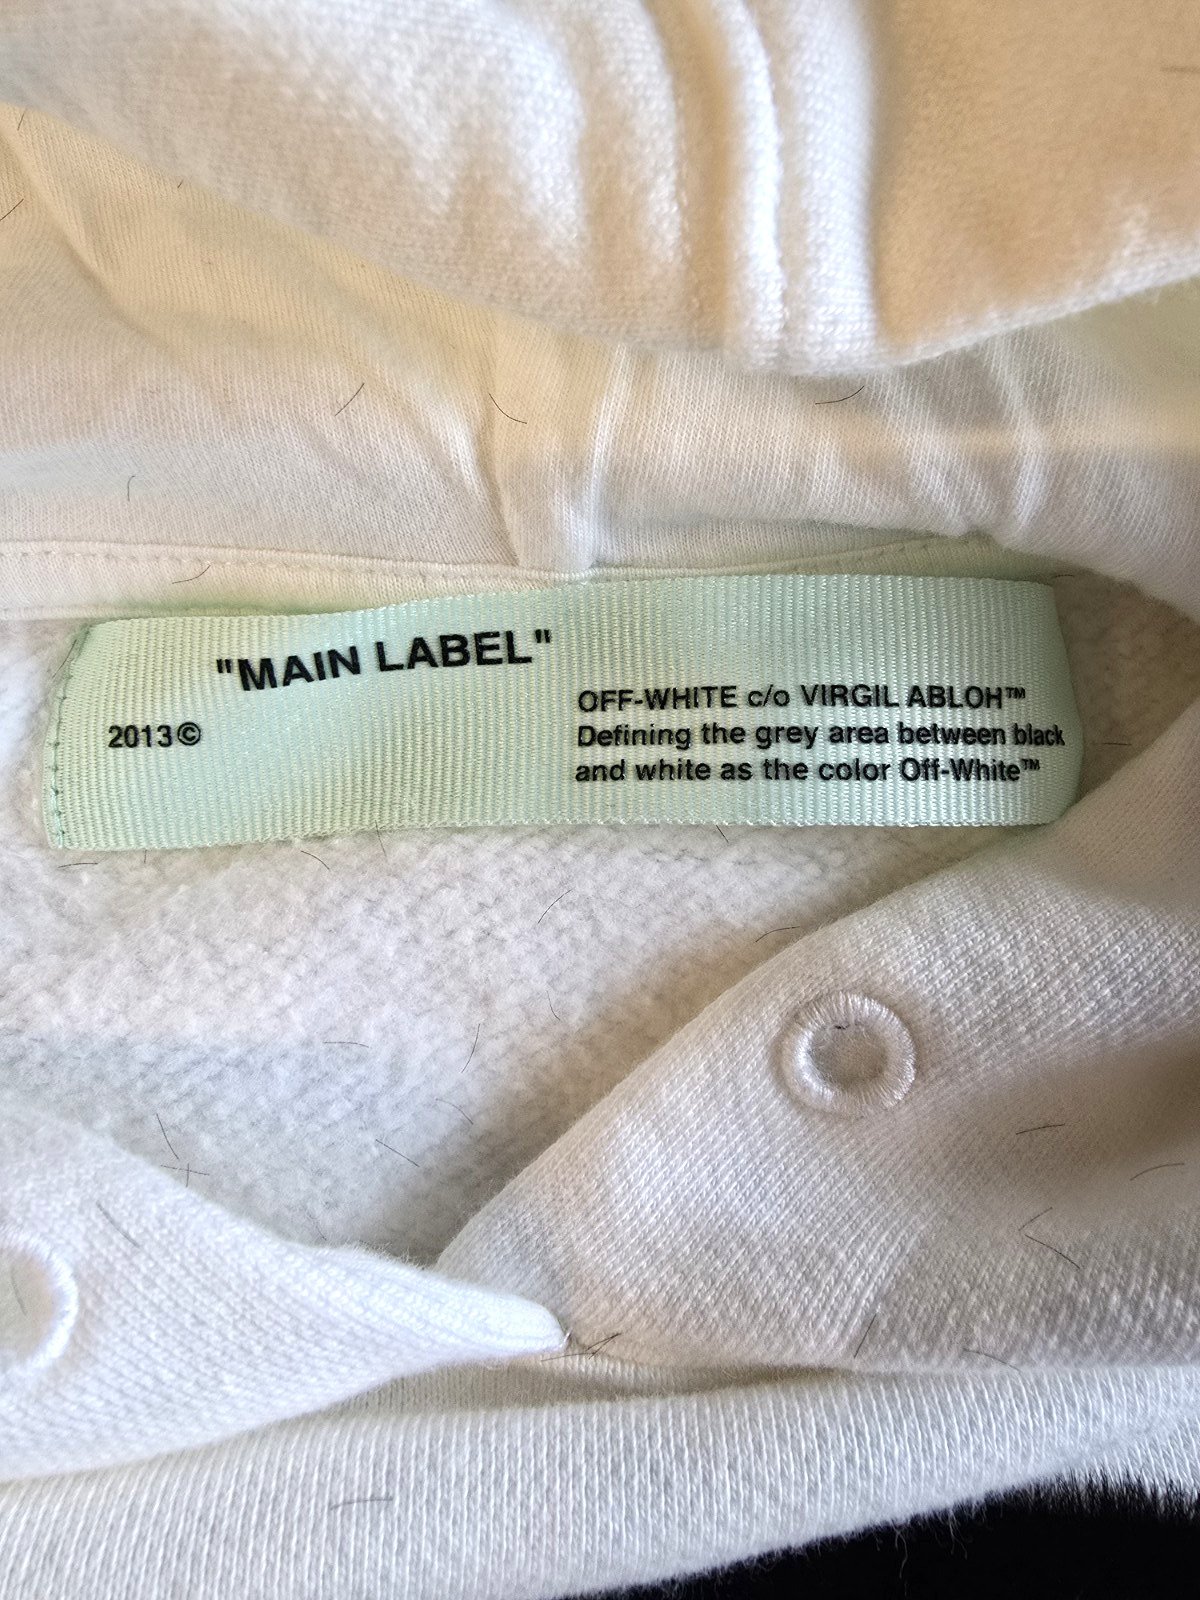 "MAIN LABEL"
2013©
OFF-WHITE c/o VIRGIL ABLOH™
Defining the grey area between black
and white as the color Off-White™